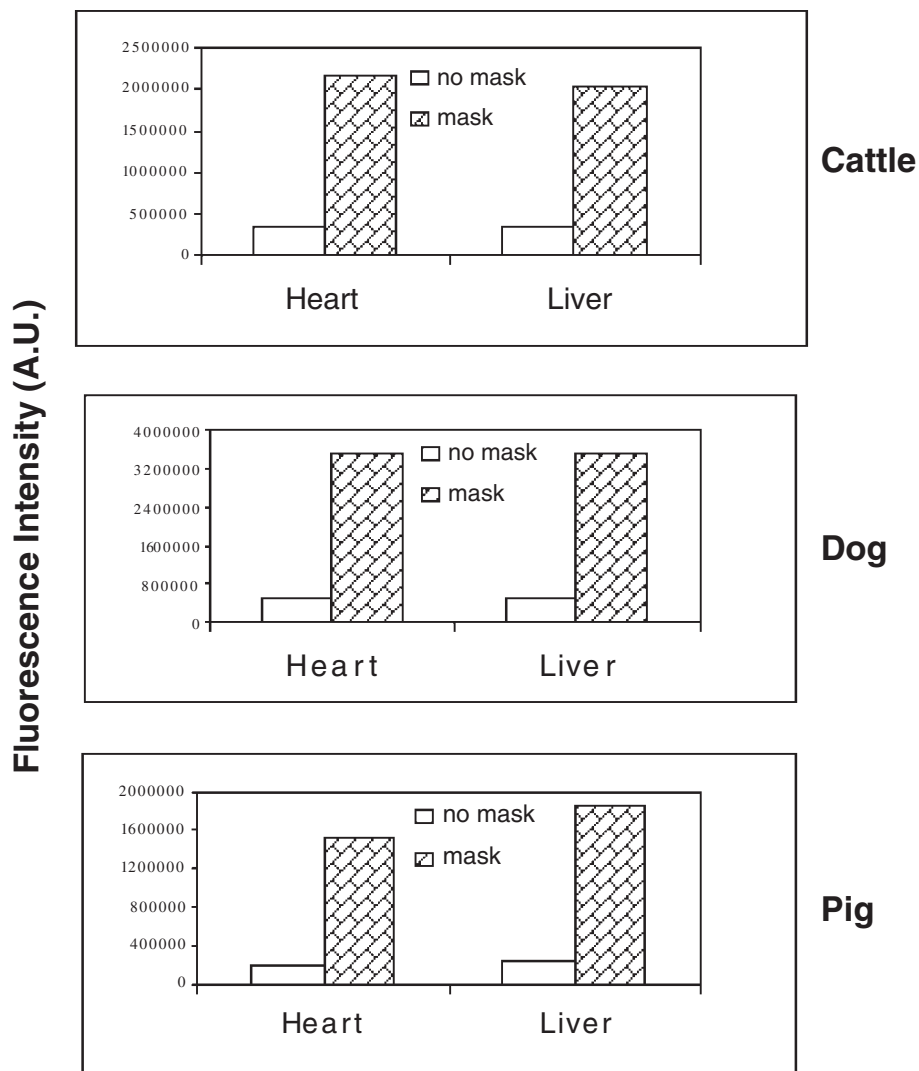 Fluorescence Intensity (A.U.)
2500000
2000000
1500000
1000000
500000
0
no mask
mask
Heart Liver
Cattle
4000000
3200000
2400000
1600000
800000
0
no mask
mask
Heart Liver
Dog
2000000
1600000
1200000
800000
400000
0
no mask
mask
Heart Liver
Pig